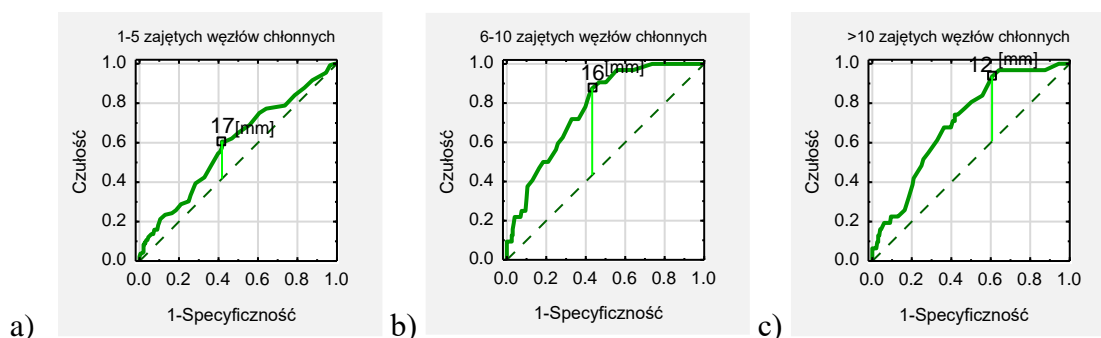 1-5 zajętych węzłów chłonnych
1.0
0.8
0.6
0.4
0.2
0.0
Czułość
17[mm]
0.0 0.2 0.4 0.6 0.8 1.0
1-Specyficzność
a)
6-10 zajętych węzłów chłonnych
1.0
0.8
0.6
0.4
0.2
0.0
Czułość
16[mm]
0.0 0.2 0.4 0.6 0.8 1.0
1-Specyficzność
b)
>10 zajętych węzłów chłonnych
1.0
0.8
0.6
0.4
0.2
0.0
Czułość
12 [mm]
0.0 0.2 0.4 0.6 0.8 1.0
1-Specyficzność
c)